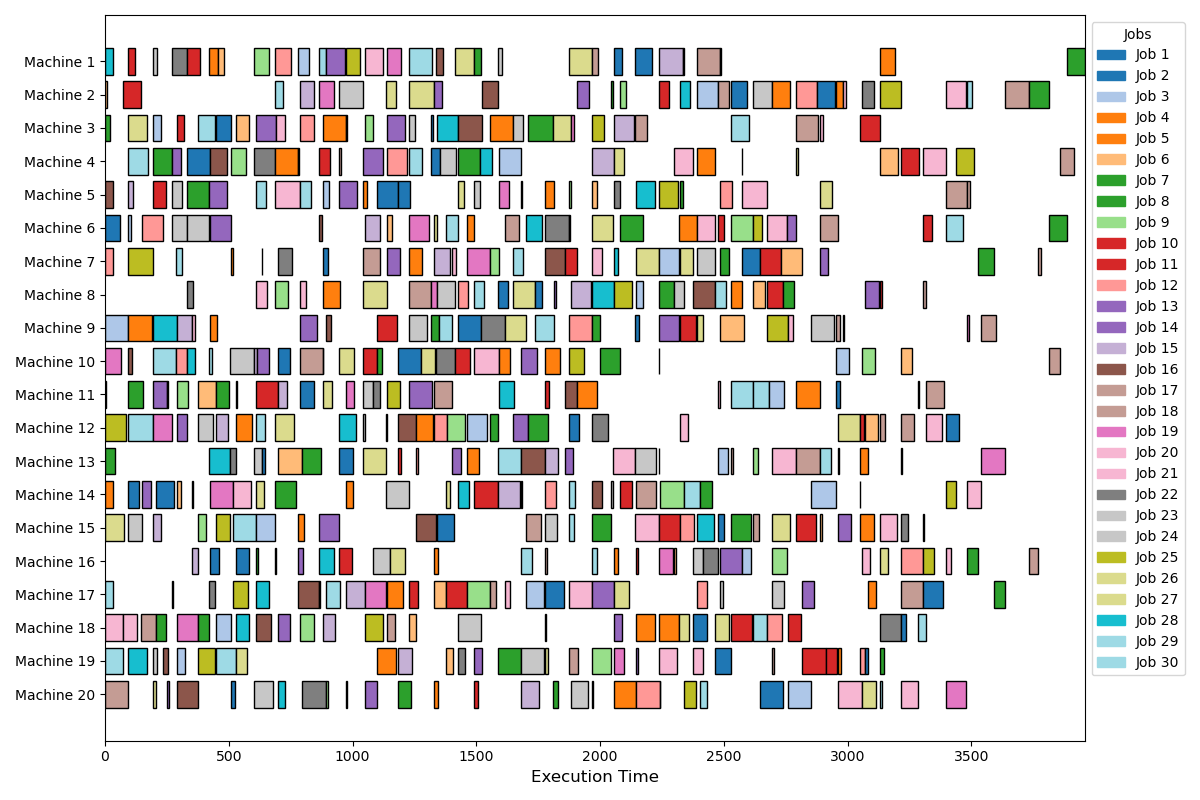 Machine 1
Machine 2
Machine 3
Machine 4
Machine 5
Machine 6
Machine 7
Machine 8
Machine 9
Machine 10
Machine 11
Machine 12
Machine 13
Machine 14
Machine 15
Machine 16
Machine 17
Machine 18
Machine 19
Machine 20
0 500 1000 1500 2000 2500 3000 3500
Execution Time
Jobs
Job 1
Job 2
Job 3
Job 4
Job 5
Job 6
Job 7
Job 8
Job 9
Job 10
Job 11
Job 12
Job 13
Job 14
Job 15
Job 16
Job 17
Job 18
Job 19
Job 20
Job 21
Job 22
Job 23
Job 24
Job 25
Job 26
Job 27
Job 28
Job 29
Job 30